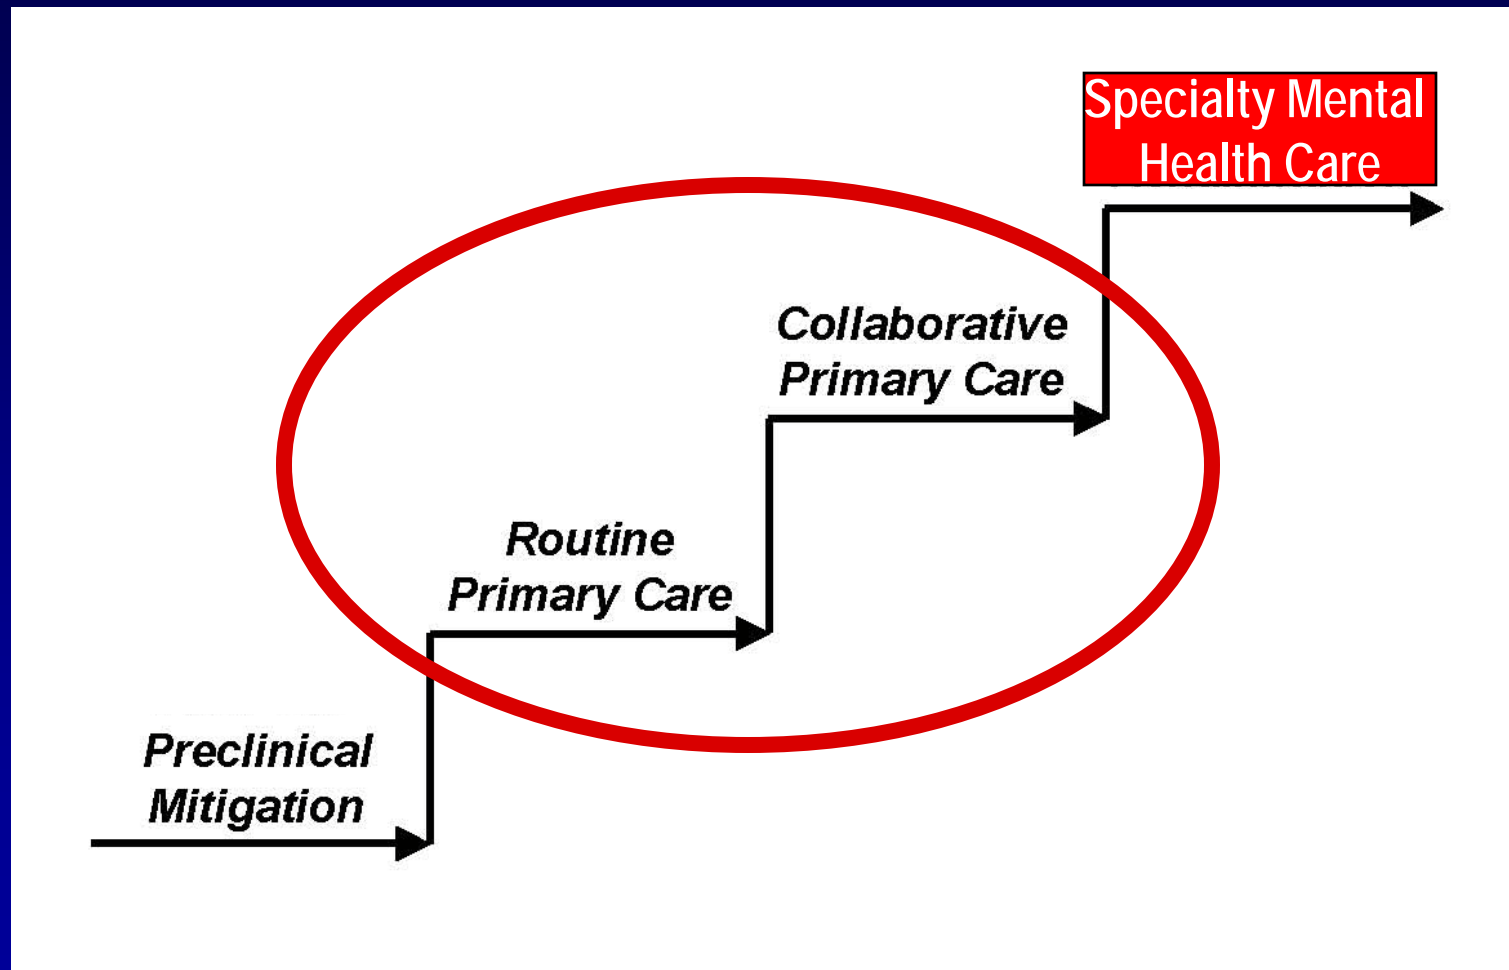 Specialty Mental
Health Care
Collaborative
Primary Care
Routine
Primary Care
Preclinical
Mitigation